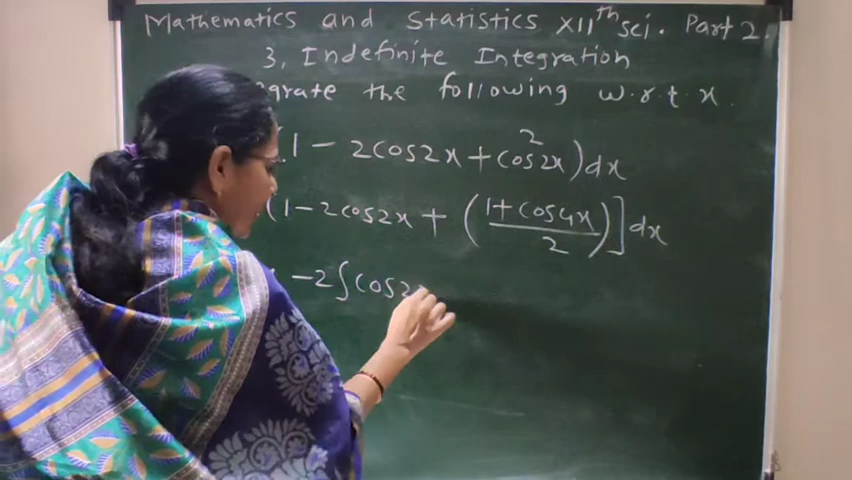 Mathematics and Statistics XIIth sci. Part 2.
3, Indefinite Integration
grate the following w.r.t x.
(1 - 2cos2x + cos²2x)dx
(1 - 2cos2x + (1+cos4x/2)]dx
-2∫cos2